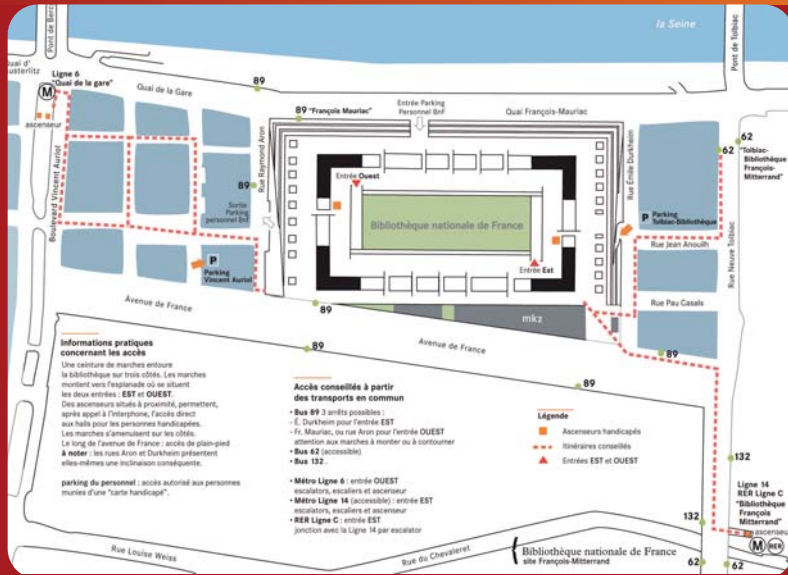 la Seine
Pont de Bercy
Pont de Tolbiac
Quai d'
Austerlitz
Ligne 6
"Quai de la gare"
M
ascenseur
Quai de la Gare
89
89 "François Mauriac"
Entrée Parking
Personnel BnF
Quai François-Mauriac
62
62
"Tolbiac-
Bibliothèque
François-
Mitterrand"
Boulevard Vincent Auriol
Rue Raymond Aron
Rue Émile Durkheim
Rue Neuve Tolbiac
89
Sortie
Parking
personnel BnF
Entrée Ouest
Bibliothèque nationale de France
Entrée Est
P
Parking
Tolbiac-Bibliothèque
Rue Jean Anouilh
Rue Pau Casals
P
Parking
Vincent Auriol
Avenue de France
89
mk2
Avenue de France
89
89
89
Informations pratiques
concernant les accès
Une ceinture de marches entoure
la bibliothèque sur trois côtés. Les marches
montent vers l'esplanade où se situent
les deux entrées : EST et OUEST.
Des ascenseurs situés à proximité, permettent,
après appel à l'interphone, l'accès direct
aux halls pour les personnes handicapées.
Les marches s'amenuisent sur les côtés.
Le long de l'avenue de France : accès de plain-pied
à noter : les rues Aron et Durkheim présentent
elles-mêmes une inclinaison conséquente.
parking du personnel : accès autorisé aux personnes
munies d'une "carte handicapé".
Accès conseillés à partir
des transports en commun
• Bus 89 3 arrêts possibles :
- É. Durkheim pour l'entrée EST
- Fr. Mauriac, ou rue Aron pour l'entrée OUEST
attention aux marches à monter ou à contourner
• Bus 62 (accessible)
• Bus 132 .
• Métro Ligne 6 : entrée OUEST
escalators, escaliers et ascenseur
• Métro Ligne 14 (accessible) : entrée EST
escalators, escaliers et ascenseur
• RER Ligne C : entrée EST
jonction avec la Ligne 14 par escalator
Légende
Ascenseurs handicapés
Itinéraires conseillés
Entrées EST et OUEST
132
Ligne 14
RER Ligne C
"Bibliothèque
François
Mitterrand"
ascenseur
M RER
132
62
62
Rue Louise Weiss
Rue du Chevaleret
Bibliothèque nationale de France
site François-Mitterrand